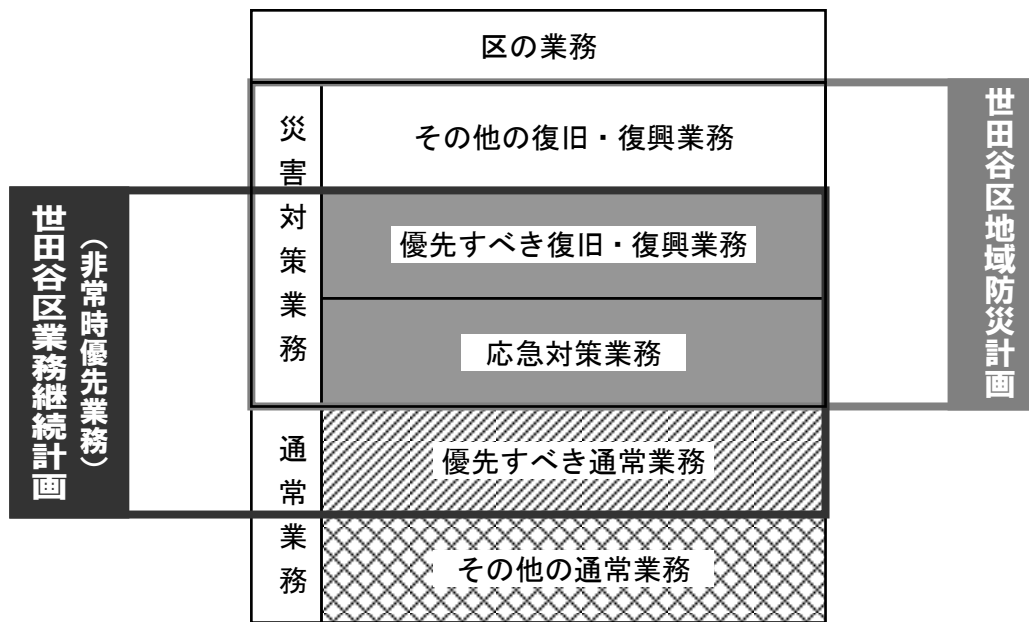 区の業務
災害対策業務
その他の復旧・復興業務
優先すべき復旧・復興業務
応急対策業務
通常業務
優先すべき通常業務
その他の通常業務
世田谷区地域防災計画
(非常時優先業務)
世田谷区業務継続計画